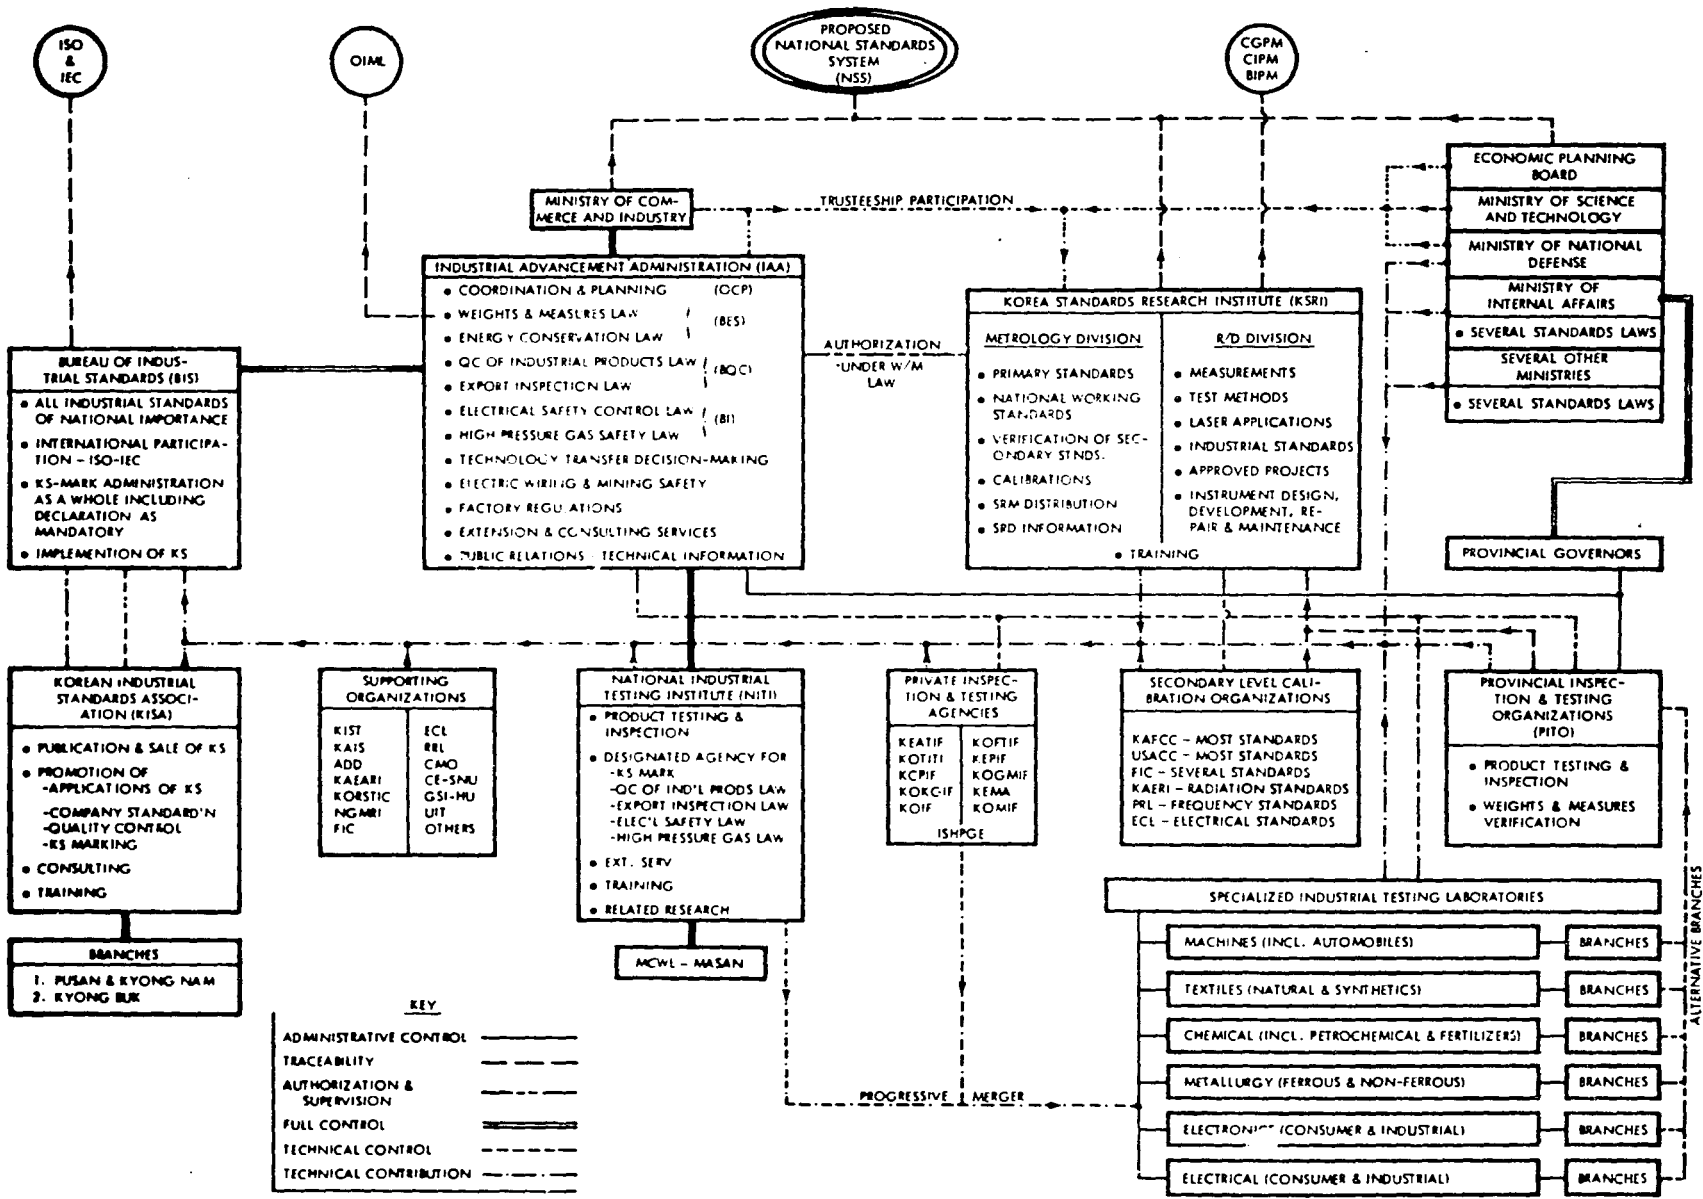 ISO
&
IEC
OIML
PROPOSED
NATIONAL STANDARDS
SYSTEM
(NSS)
CGPM
CIPM
BIPM
ECONOMIC PLANNING
BOARD
MINISTRY OF SCIENCE
AND TECHNOLOGY
MINISTRY OF NATIONAL
DEFENSE
MINISTRY OF
INTERNAL AFFAIRS
• SEVERAL STANDARDS LAWS
SEVERAL OTHER
MINISTRIES
• SEVERAL STANDARDS LAWS
MINISTRY OF COM-
MERCE AND INDUSTRY
TRUSTEESHIP PARTICIPATION
INDUSTRIAL ADVANCEMENT ADMINISTRATION (IAA)
• COORDINATION & PLANNING (OCP)
• WEIGHTS & MEASURES LAW
(BES)
• ENERGY CONSERVATION LAW
• QC OF INDUSTRIAL PRODUCTS LAW
(BQC)
• EXPORT INSPECTION LAW
• ELECTRICAL SAFETY CONTROL LAW
(BI)
• HIGH PRESSURE GAS SAFETY LAW
• TECHNOLOGY TRANSFER DECISION-MAKING
• ELECTRIC WIRING & MINING SAFETY
• FACTORY REGULATIONS
• EXTENSION & CONSULTING SERVICES
• PUBLIC RELATIONS - TECHNICAL INFORMATION
AUTHORIZATION
-UNDER W/M
LAW
KOREA STANDARDS RESEARCH INSTITUTE (KSRI)
METROLOGY DIVISION
• PRIMARY STANDARDS
• NATIONAL WORKING
STANDARDS
• VERIFICATION OF SEC-
ONDARY STNDS.
• CALIBRATIONS
• SRM DISTRIBUTION
• SRD INFORMATION
R/D DIVISION
• MEASUREMENTS
• TEST METHODS
• LASER APPLICATIONS
• INDUSTRIAL STANDARDS
• APPROVED PROJECTS
• INSTRUMENT DESIGN,
DEVELOPMENT, RE-
PAIR & MAINTENANCE
• TRAINING
BUREAU OF INDUS-
TRIAL STANDARDS (BIS)
• ALL INDUSTRIAL STANDARDS
OF NATIONAL IMPORTANCE
• INTERNATIONAL PARTICIPA-
TION - ISO-IEC
• KS-MARK ADMINISTRATION
AS A WHOLE INCLUDING
DECLARATION AS
MANDATORY
• IMPLEMENTION OF KS
PROVINCIAL GOVERNORS
KOREAN INDUSTRIAL
STANDARDS ASSOCI-
ATION (KISA)
• PUBLICATION & SALE OF KS
• PROMOTION OF
-APPLICATIONS OF KS
-COMPANY STANDARD'N
-QUALITY CONTROL
-KS MARKING
• CONSULTING
• TRAINING
BRANCHES
1. PUSAN & KYONG NAM
2. KYONG BUK
SUPPORTING
ORGANIZATIONS
KIST
KAIS
ADD
KAEARI
KORSTIC
NGMRI
FIC
ECL
RRL
CMO
CE-SNU
GSI-HU
UIT
OTHERS
NATIONAL INDUSTRIAL
TESTING INSTITUTE (NITI)
• PRODUCT TESTING &
INSPECTION
• DESIGNATED AGENCY FOR
-KS MARK
-QC OF IND'L PRODS LAW
-EXPORT INSPECTION LAW
-ELEC'L SAFETY LAW
-HIGH PRESSURE GAS LAW
• EXT. SERV
• TRAINING
• RELATED RESEARCH
MCWL - MASAN
PRIVATE INSPEC-
TION & TESTING
AGENCIES
KEATIF
KOTITI
KCPIF
KOKCIF
KOIF
KOFTIF
KEPIF
KOGMIF
KEMA
KOMIF
ISHPGE
SECONDARY LEVEL CALI-
BRATION ORGANIZATIONS
KAFCC - MOST STANDARDS
USACC - MOST STANDARDS
FIC - SEVERAL STANDARDS
KAERI - RADIATION STANDARDS
PRL - FREQUENCY STANDARDS
ECL - ELECTRICAL STANDARDS
PROVINCIAL INSPEC-
TION & TESTING
ORGANIZATIONS
(PITO)
• PRODUCT TESTING &
INSPECTION
• WEIGHTS & MEASURES
VERIFICATION
SPECIALIZED INDUSTRIAL TESTING LABORATORIES
MACHINES (INCL. AUTOMOBILES) BRANCHES
TEXTILES (NATURAL & SYNTHETICS) BRANCHES
CHEMICAL (INCL. PETROCHEMICAL & FERTILIZERS) BRANCHES
METALLURGY (FERROUS & NON-FERROUS) BRANCHES
ELECTRONICS (CONSUMER & INDUSTRIAL) BRANCHES
ELECTRICAL (CONSUMER & INDUSTRIAL) BRANCHES
ALTERNATIVE BRANCHES
PROGRESSIVE MERGER
KEY
ADMINISTRATIVE CONTROL
TRACEABILITY
AUTHORIZATION &
SUPERVISION
FULL CONTROL
TECHNICAL CONTROL
TECHNICAL CONTRIBUTION